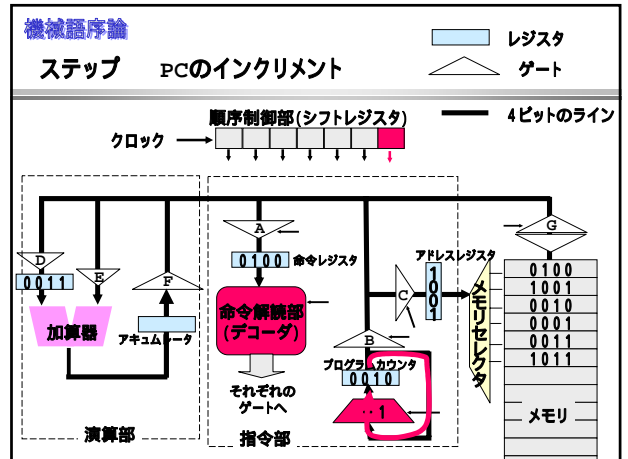 機械語序論
ステップ PCのインクリメント
レジスタ
ゲート
4ビットのライン
順序制御部(シフトレジスタ)
クロック
D
0011
E
F
加算器
アキュムレータ
演算部
A
0100 命令レジスタ
命令解読部
(デコーダ)
それぞれの
ゲートへ
指令部
B
プログラ カウンタ
0010
1
C
アドレスレジスタ
1001
メモリセレクタ
G
0100
1001
0010
0001
0011
1011
メモリ